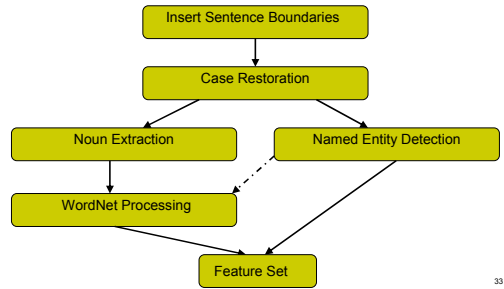 Insert Sentence Boundaries
Case Restoration
Noun Extraction
Named Entity Detection
WordNet Processing
Feature Set
33